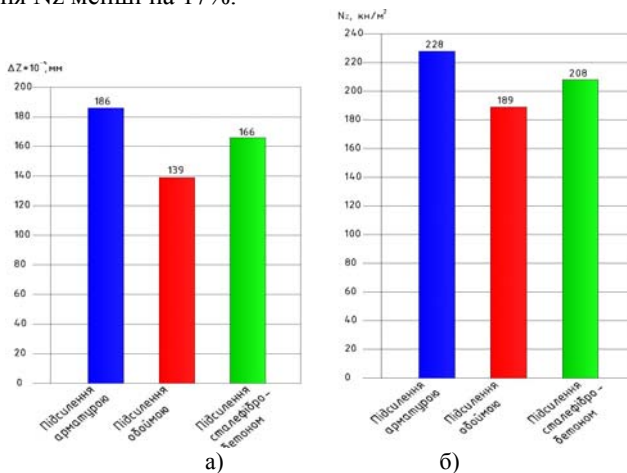 ня Nz менші на 17%.
ΔZ*10⁻, мм
200
180
160
140
120
100
80
60
40
20
0
186
139
166
Підсилення
арматурою
Підсилення
обоймою
Підсилення
сталефібро-
бетоном
а)
Nz, кн/м²
240
220
200
180
160
140
120
100
80
60
40
20
0
228
189
208
Підсилення
арматурою
Підсилення
обоймою
Підсилення
сталефібро-
бетоном
б)